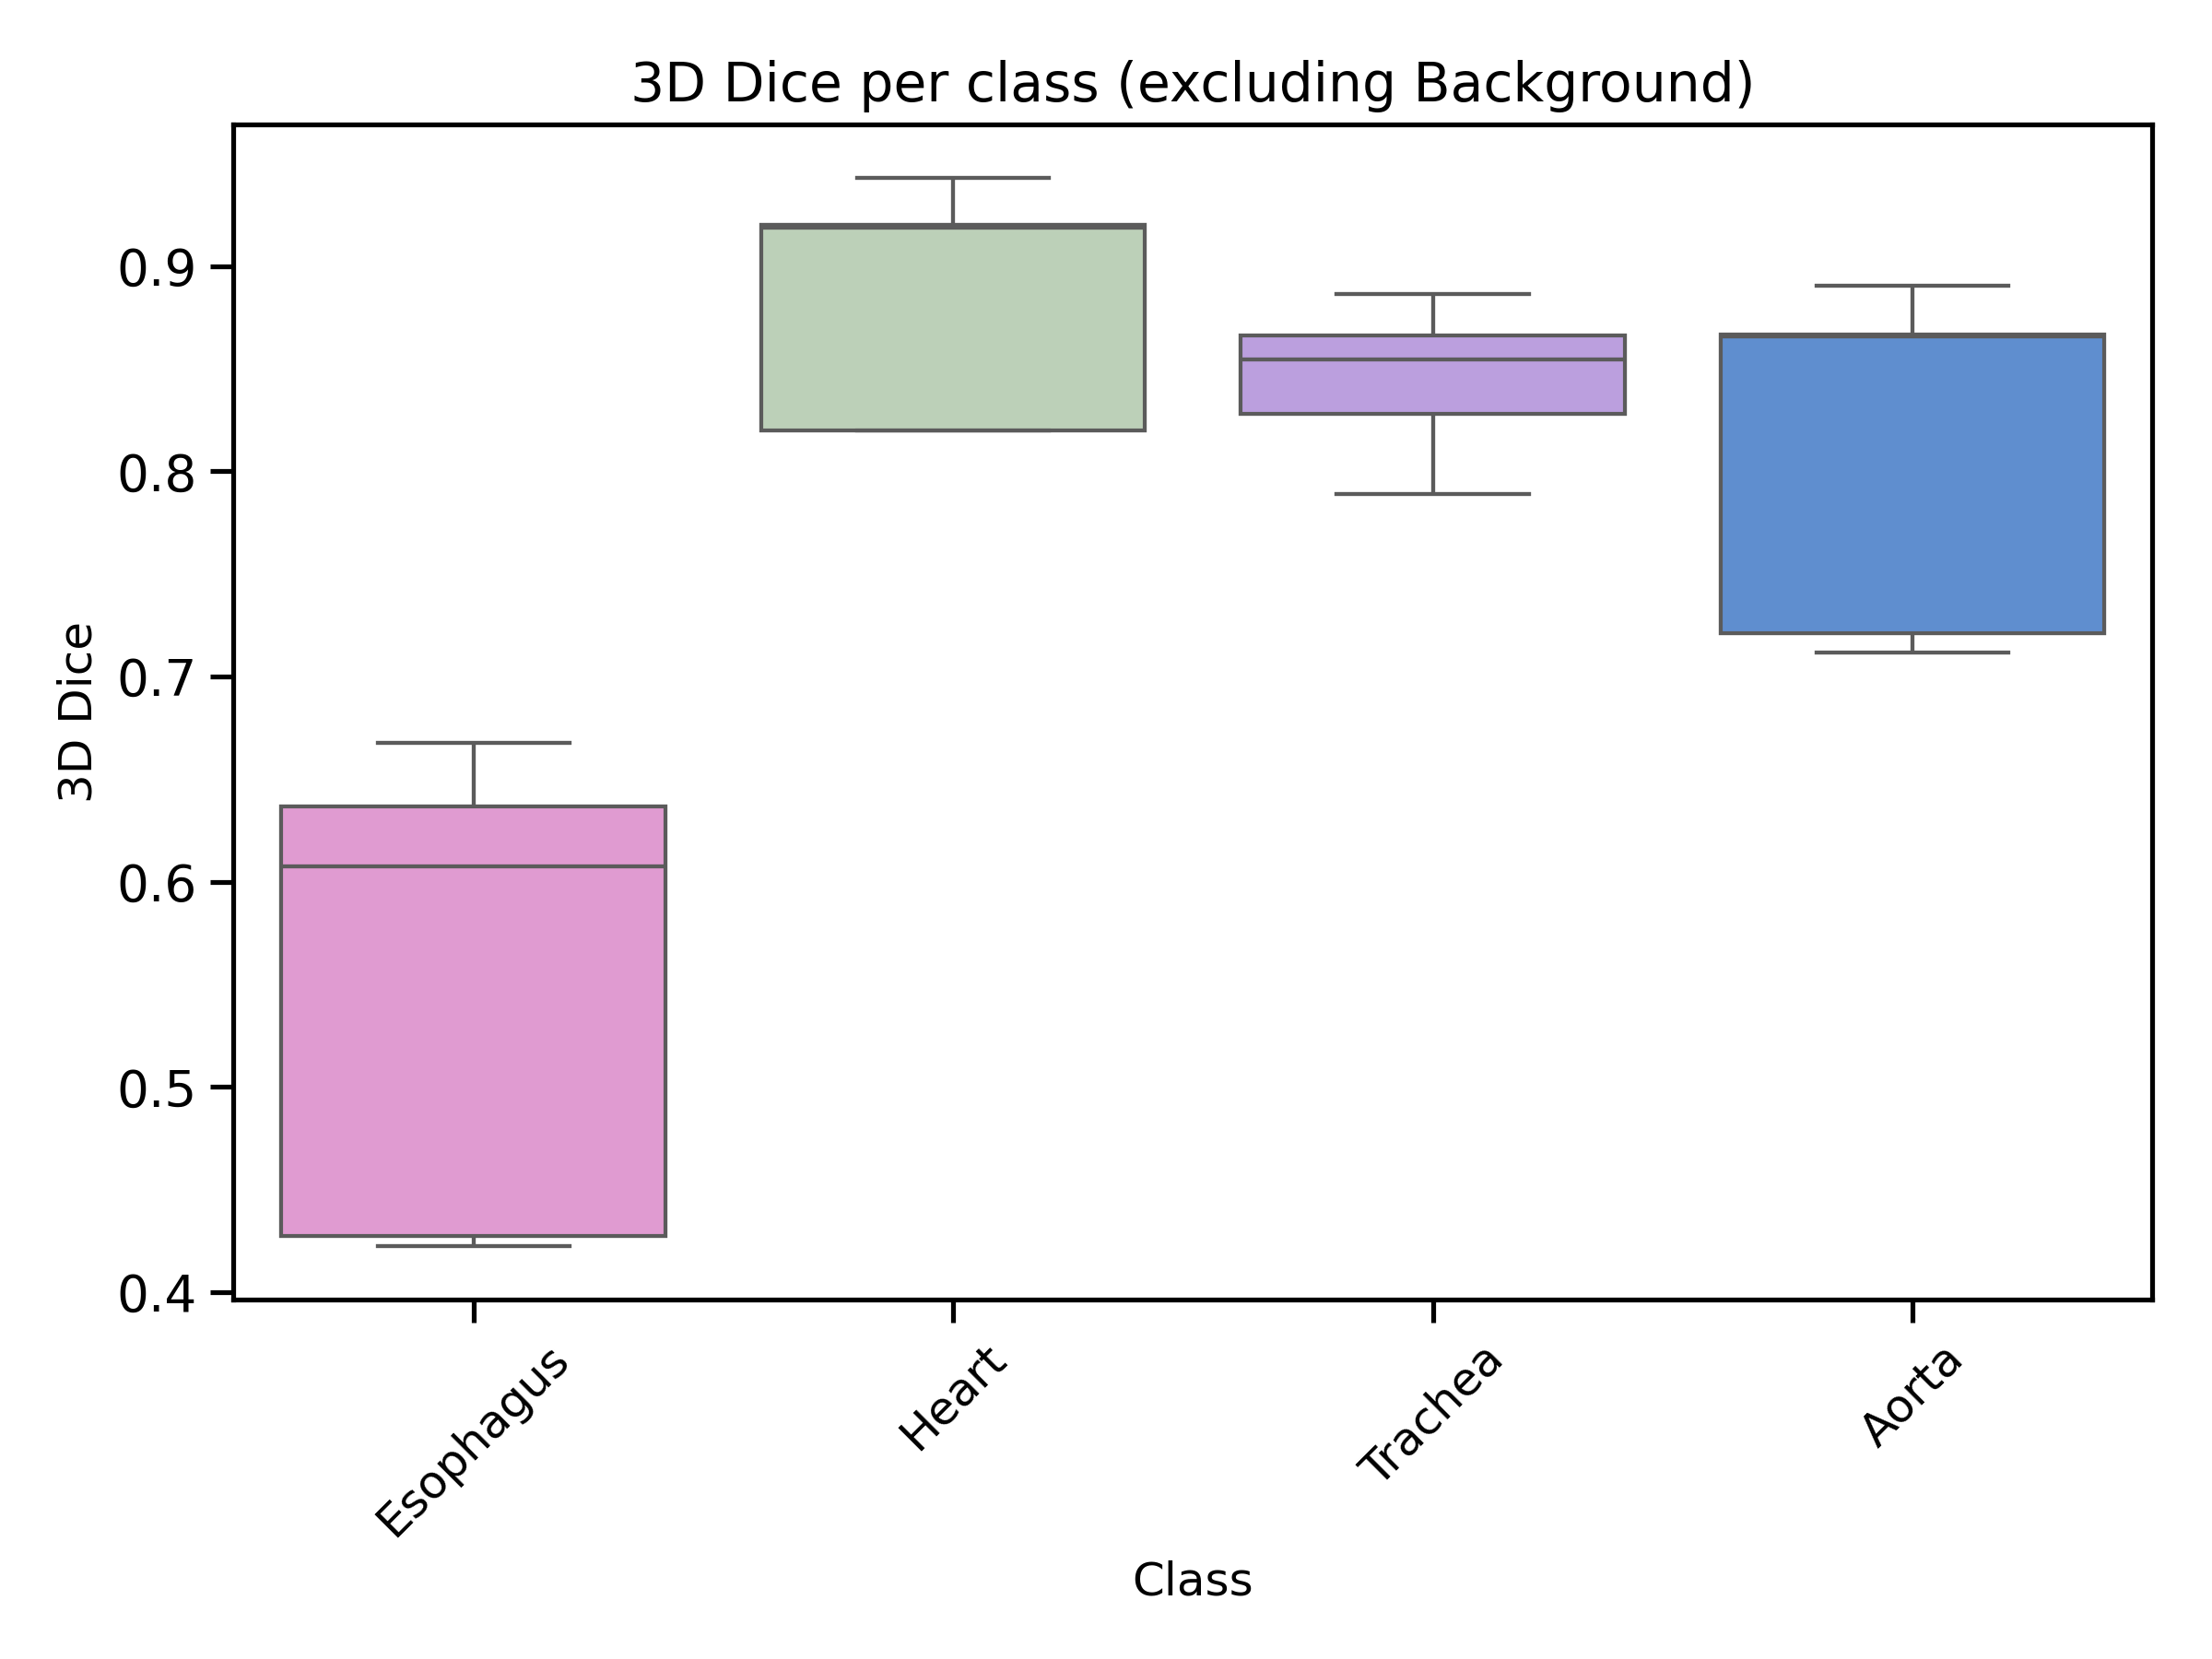 3D Dice per class (excluding Background)
3D Dice
0.9
0.8
0.7
0.6
0.5
0.4
Esophagus
Heart
Trachea
Aorta
Class